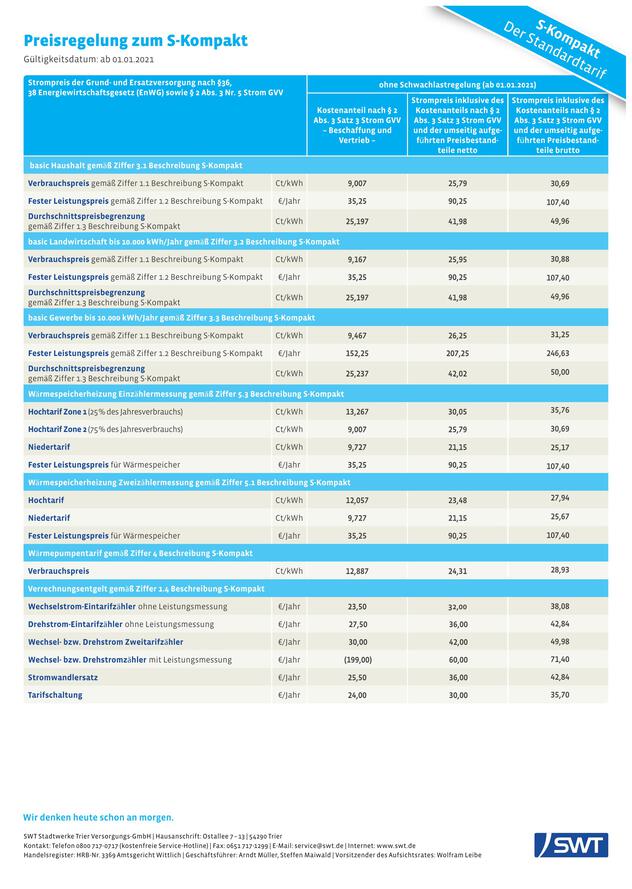 Preisregelung zum S-Kompakt
Gültigkeitsdatum: ab 01.01.2021
S-Kompakt
Der Standardtarif
Strompreis der Grund- und Ersatzversorgung nach §36,
38 Energiewirtschaftsgesetz (EnWG) sowie § 2 Abs. 3 Nr. 5 Strom GVV
ohne Schwachlastregelung (ab 01.01.2021)
Kostenanteil nach § 2 Abs. 3 Satz 3 Strom GVV – Beschaffung und Vertrieb –
Strompreis inklusive des Kostenanteils nach § 2 Abs. 3 Satz 3 Strom GVV und der umseitig aufge-führten Preisbestand-teile netto
Strompreis inklusive des Kostenanteils nach § 2 Abs. 3 Satz 3 Strom GVV und der umseitig aufge-führten Preisbestand-teile brutto
basic Haushalt gemäß Ziffer 3.1 Beschreibung S-Kompakt
Verbrauchspreis gemäß Ziffer 1.1 Beschreibung S-Kompakt Ct/kWh 9,007 25,79 30,69
Fester Leistungspreis gemäß Ziffer 1.2 Beschreibung S-Kompakt €/Jahr 35,25 90,25 107,40
Durchschnittspreisbegrenzung
gemäß Ziffer 1.3 Beschreibung S-Kompakt Ct/kWh 25,197 41,98 49,96
basic Landwirtschaft bis 10.000 kWh/Jahr gemäß Ziffer 3.2 Beschreibung S-Kompakt
Verbrauchspreis gemäß Ziffer 1.1 Beschreibung S-Kompakt Ct/kWh 9,167 25,95 30,88
Fester Leistungspreis gemäß Ziffer 1.2 Beschreibung S-Kompakt €/Jahr 35,25 90,25 107,40
Durchschnittspreisbegrenzung
gemäß Ziffer 1.3 Beschreibung S-Kompakt Ct/kWh 25,197 41,98 49,96
basic Gewerbe bis 10.000 kWh/Jahr gemäß Ziffer 3.3 Beschreibung S-Kompakt
Verbrauchspreis gemäß Ziffer 1.1 Beschreibung S-Kompakt Ct/kWh 9,467 26,25 31,25
Fester Leistungspreis gemäß Ziffer 1.2 Beschreibung S-Kompakt €/Jahr 152,25 207,25 246,63
Durchschnittspreisbegrenzung
gemäß Ziffer 1.3 Beschreibung S-Kompakt Ct/kWh 25,237 42,02 50,00
Wärmespeicherheizung Einzählermessung gemäß Ziffer 5.3 Beschreibung S-Kompakt
Hochtarif Zone 1 (25 % des Jahresverbrauchs) Ct/kWh 13,267 30,05 35,76
Hochtarif Zone 2 (75 % des Jahresverbrauchs) Ct/kWh 9,007 25,79 30,69
Niedertarif Ct/kWh 9,727 21,15 25,17
Fester Leistungspreis für Wärmespeicher €/Jahr 35,25 90,25 107,40
Wärmespeicherheizung Zweizählermessung gemäß Ziffer 5.1 Beschreibung S-Kompakt
Hochtarif Ct/kWh 12,057 23,48 27,94
Niedertarif Ct/kWh 9,727 21,15 25,67
Fester Leistungspreis für Wärmespeicher €/Jahr 35,25 90,25 107,40
Wärmepumpentarif gemäß Ziffer 4 Beschreibung S-Kompakt
Verbrauchspreis Ct/kWh 12,887 24,31 28,93
Verrechnungsentgelt gemäß Ziffer 1.4 Beschreibung S-Kompakt
Wechselstrom-Eintarifzähler ohne Leistungsmessung €/Jahr 23,50 32,00 38,08
Drehstrom-Eintarifzähler ohne Leistungsmessung €/Jahr 27,50 36,00 42,84
Wechsel- bzw. Drehstrom Zweitarifzähler €/Jahr 30,00 42,00 49,98
Wechsel- bzw. Drehstromzähler mit Leistungsmessung €/Jahr (199,00) 60,00 71,40
Stromwandlersatz €/Jahr 25,50 36,00 42,84
Tarifschaltung €/Jahr 24,00 30,00 35,70
Wir denken heute schon an morgen.
SWT Stadtwerke Trier Versorgungs-GmbH | Hausanschrift: Ostallee 7 – 13 | 54290 Trier
Kontakt: Telefon 0800 717-0717 (kostenfreie Service-Hotline) | Fax: 0651 717-1299 | E-Mail: service@swt.de | Internet: www.swt.de
Handelsregister: HRB-Nr. 3369 Amtsgericht Wittlich | Geschäftsführer: Arndt Müller, Steffen Maiwald | Vorsitzender des Aufsichtsrates: Wolfram Leibe
SWT